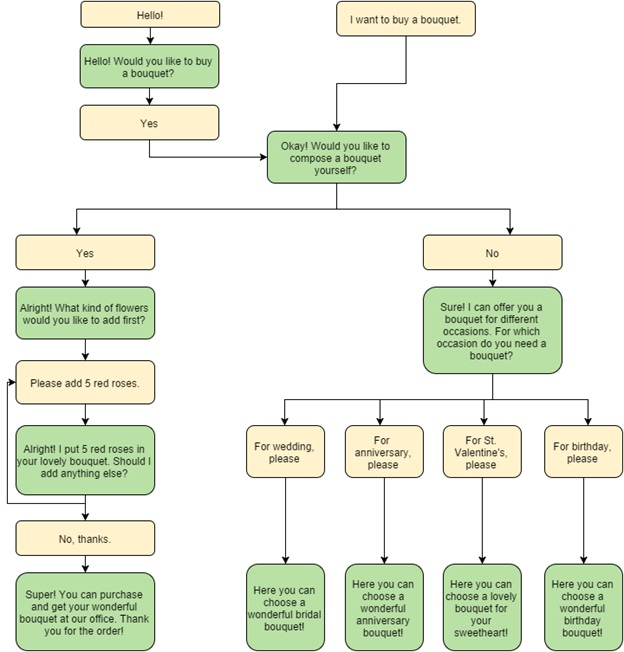 Hello!
I want to buy a bouquet.
Hello! Would you like to buy
a bouquet?
Yes
Okay! Would you like to
compose a bouquet
yourself?
Yes
No
Alright! What kind of flowers
would you like to add first?
Sure! I can offer you a
bouquet for different
occasions. For which
occasion do you need a
bouquet?
Please add 5 red roses.
Alright! I put 5 red roses in
your lovely bouquet. Should I
add anything else?
For wedding,
please
For
anniversary,
please
For St.
Valentine's,
please
For birthday,
please
No, thanks.
Super! You can purchase
and get your wonderful
bouquet at our office. Thank
you for the order!
Here you can
choose a
wonderful bridal
bouquet!
Here you can
choose a
wonderful
anniversary
bouquet!
Here you can
choose a lovely
bouquet for
your
sweetheart!
Here you can
choose a
wonderful
birthday
bouquet!